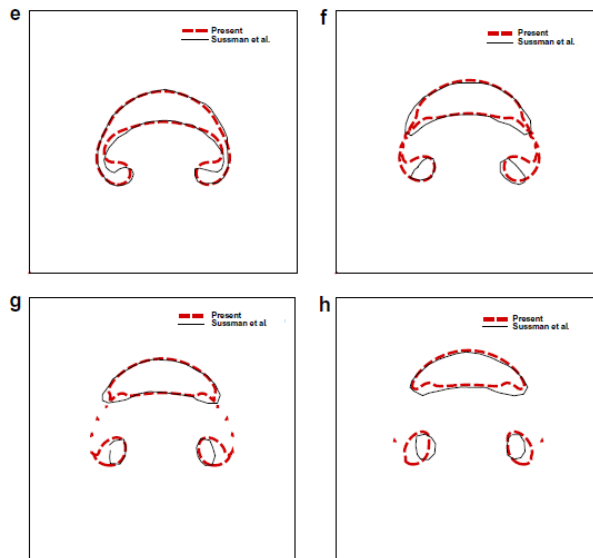 e
Present
Sussman et al.
f
Present
Sussman et al.
g
Present
Sussman et al.
h
Present
Sussman et al.